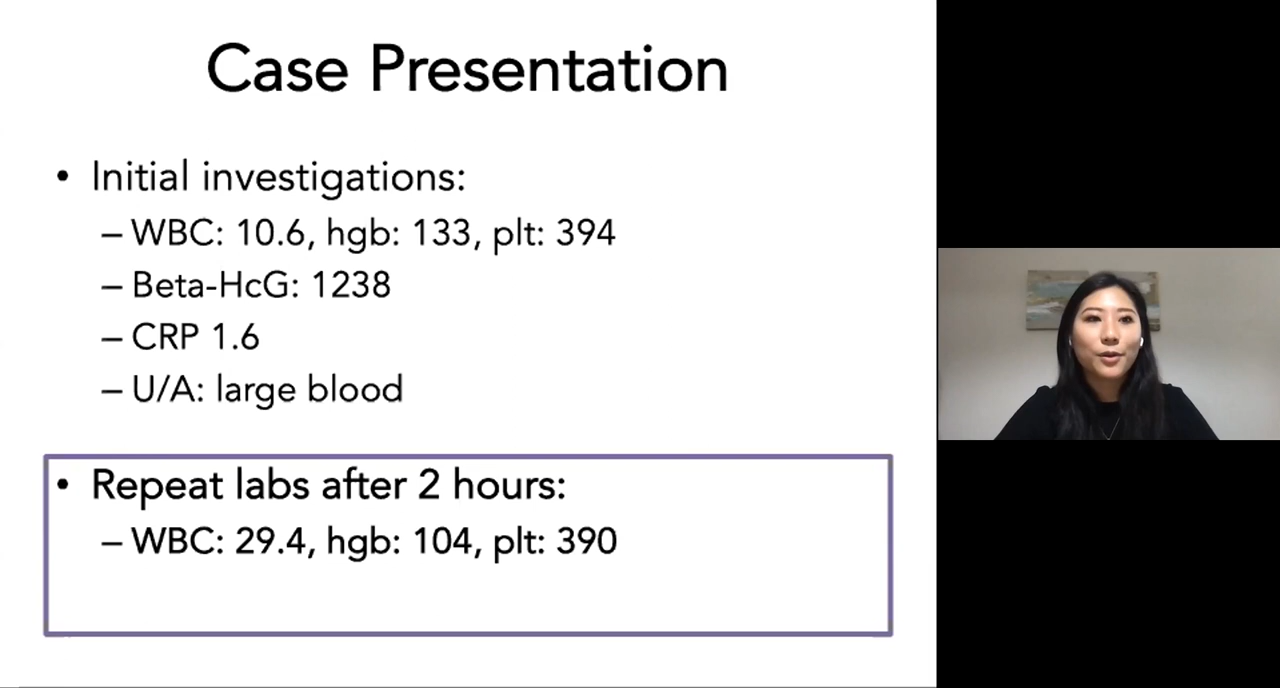 Case Presentation
• Initial investigations:
– WBC: 10.6, hgb: 133, plt: 394
– Beta-HcG: 1238
– CRP 1.6
– U/A: large blood
• Repeat labs after 2 hours:
– WBC: 29.4, hgb: 104, plt: 390